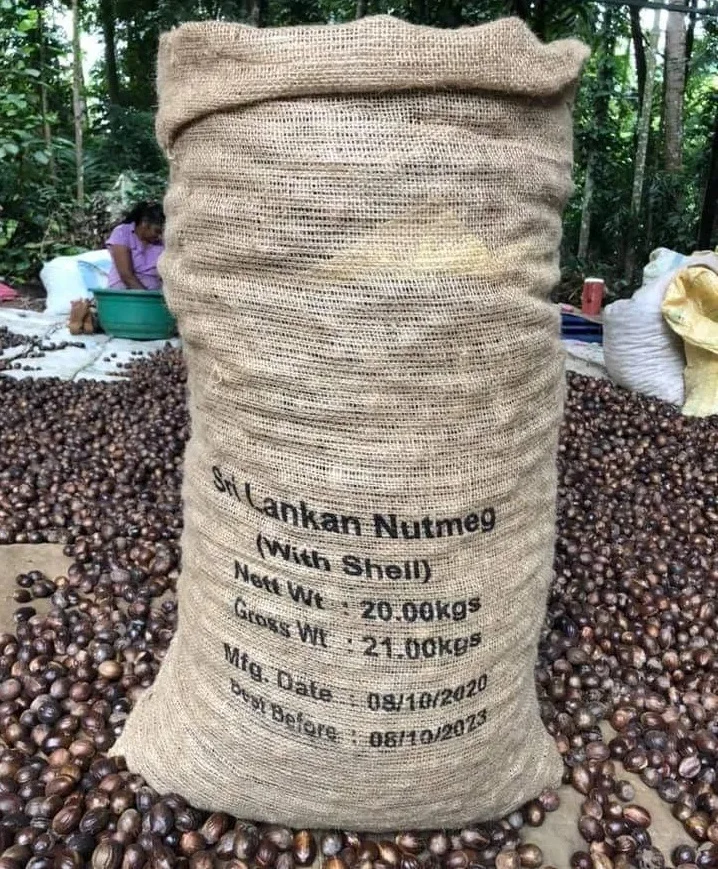 Sri Lankan Nutmeg
(With Shell)
Nett Wt : 20.00kgs
Gross Wt : 21.00kgs
Mfg. Date : 08/10/2020
Best Before : 08/10/2023